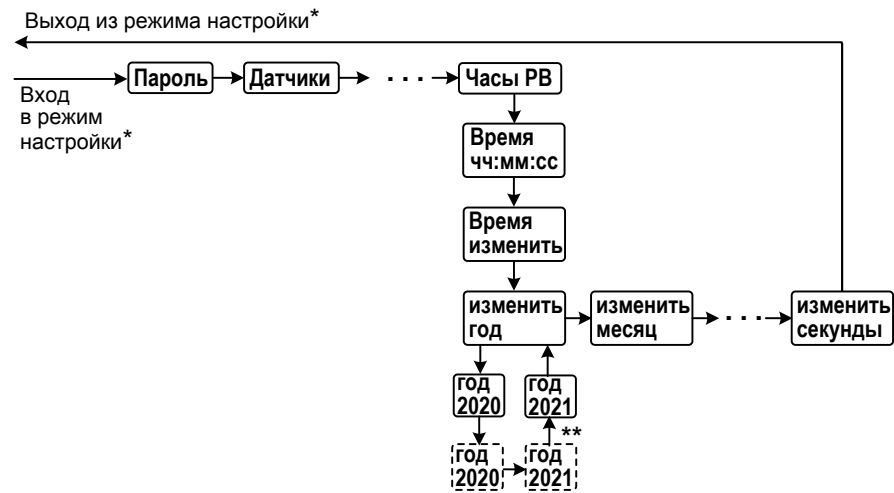 Выход из режима настройки*
Вход
в режим
настройки*
Пароль
Датчики
. . .
Часы РВ
Время
чч:мм:сс
Время
изменить
изменить
год
изменить
месяц
. . .
изменить
секунды
год
2020
год
2021
**
год
2020
год
2021